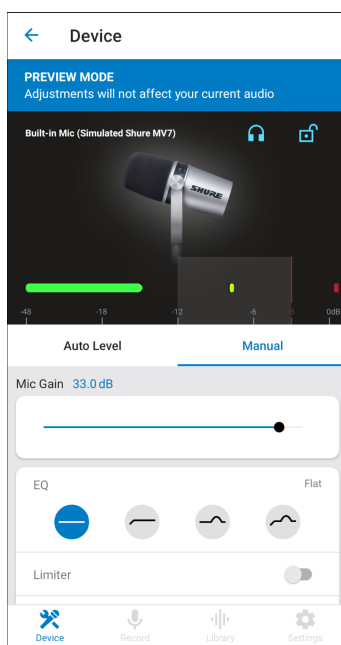 Device
PREVIEW MODE
Adjustments will not affect your current audio
Built-in Mic (Simulated Shure MV7)
SHURE
-48 -18 -12 -6 0dB
Auto Level Manual
Mic Gain 33.0 dB
EQ Flat
Limiter
Device Record Library Settings